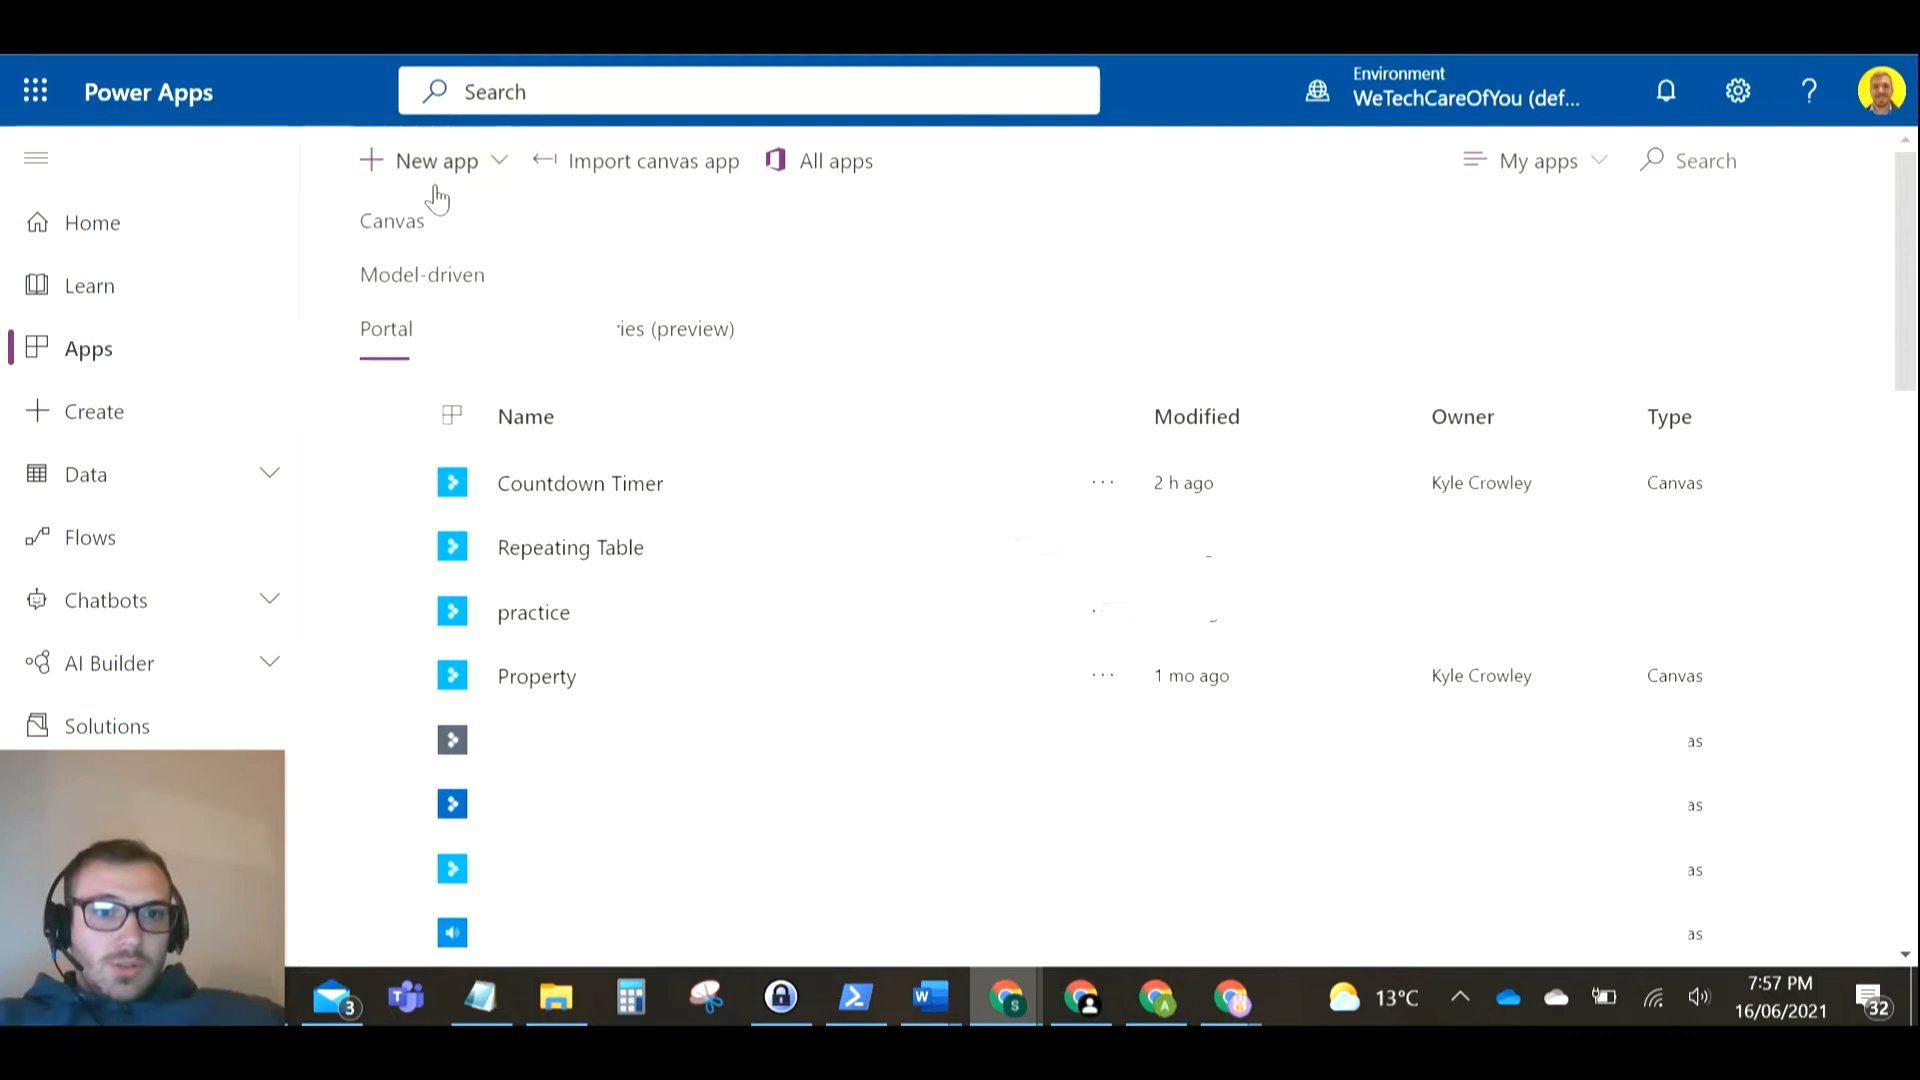 Power Apps
Search
Environment
WeTechCareOfYou (def...
New app
Import canvas app
All apps
My apps
Search
Canvas
Model-driven
Portal
ries (preview)
Home
Learn
Apps
Create
Data
Flows
Chatbots
AI Builder
Solutions
Name
Modified
Owner
Type
Countdown Timer
...
2 h ago
Kyle Crowley
Canvas
Repeating Table
practice
Property
...
1 mo ago
Kyle Crowley
Canvas
as
as
as
as
3
T
W
S
A
13°C
7:57 PM
16/06/2021
32